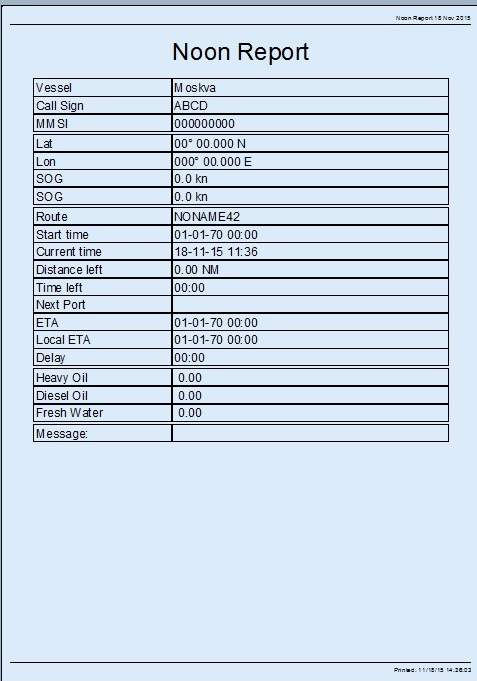 Noon Report 18 Nov 2015
Noon Report
Vessel Moskva
Call Sign ABCD
MMSI 000000000
Lat 00° 00.000 N
Lon 000° 00.000 E
SOG 0.0 kn
SOG 0.0 kn
Route NONAME42
Start time 01-01-70 00:00
Current time 18-11-15 11:36
Distance left 0.00 NM
Time left 00:00
Next Port
ETA 01-01-70 00:00
Local ETA 01-01-70 00:00
Delay 00:00
Heavy Oil 0.00
Diesel Oil 0.00
Fresh Water 0.00
Message:
Printed: 11/18/15 14:36:03